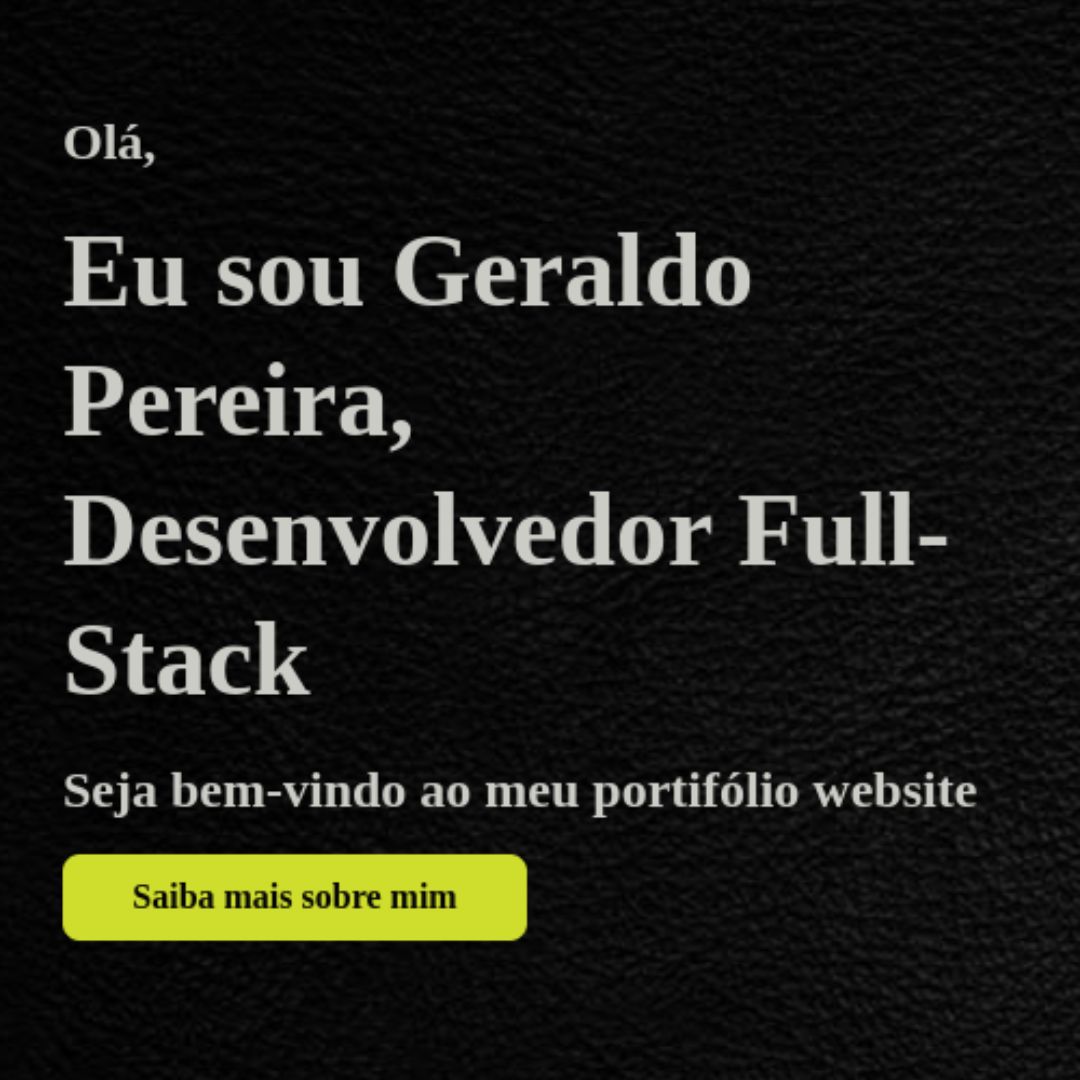 Olá,
Eu sou Geraldo
Pereira,
Desenvolvedor Full-
Stack
Seja bem-vindo ao meu portifólio website
Saiba mais sobre mim